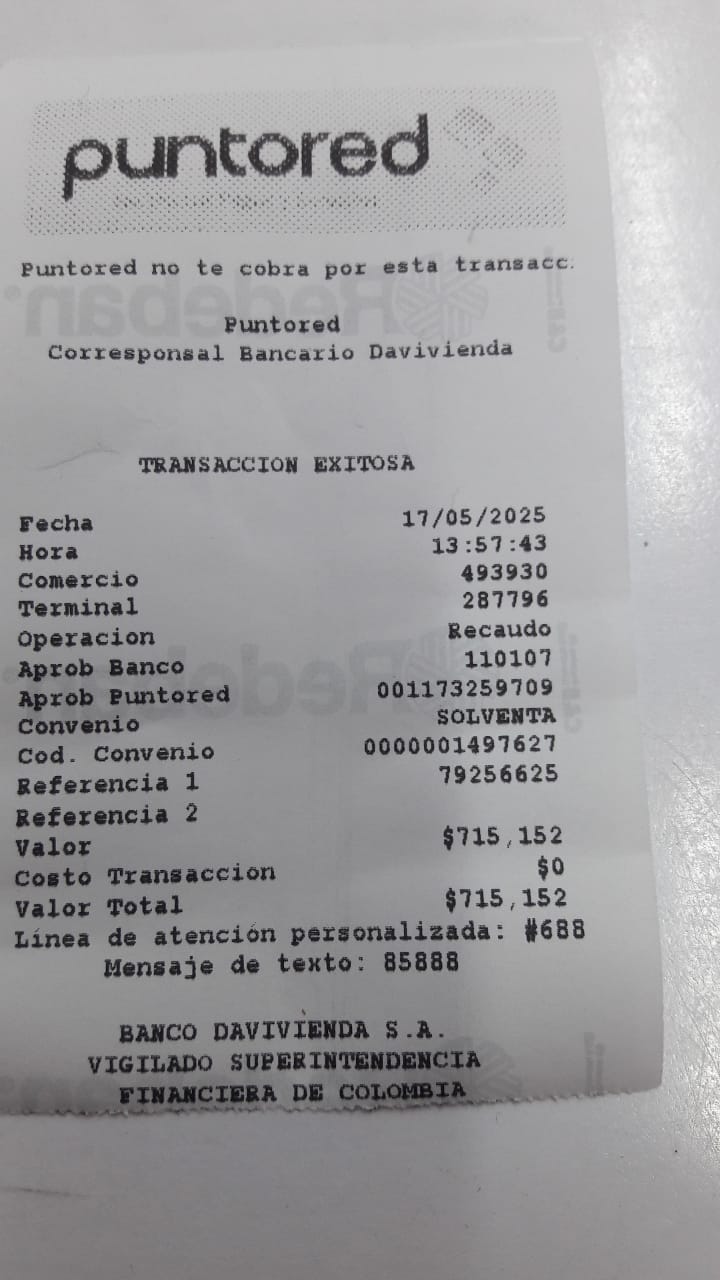 puntored
Puntored no te cobra por esta transacc.
Puntored
Corresponsal Bancario Davivienda
TRANSACCION EXITOSA
Fecha 17/05/2025
Hora 13:57:43
Comercio 493930
Terminal 287796
Operacion Recaudo
Aprob Banco 110107
Aprob Puntored 001173259709
Convenio SOLVENTA
Cod. Convenio 0000001497627
Referencia 1 79256625
Referencia 2
Valor $715,152
Costo Transaccion $0
Valor Total $715,152
Línea de atención personalizada: #688
Mensaje de texto: 85888
BANCO DAVIVIENDA S.A.
VIGILADO SUPERINTENDENCIA
FINANCIERA DE COLOMBIA